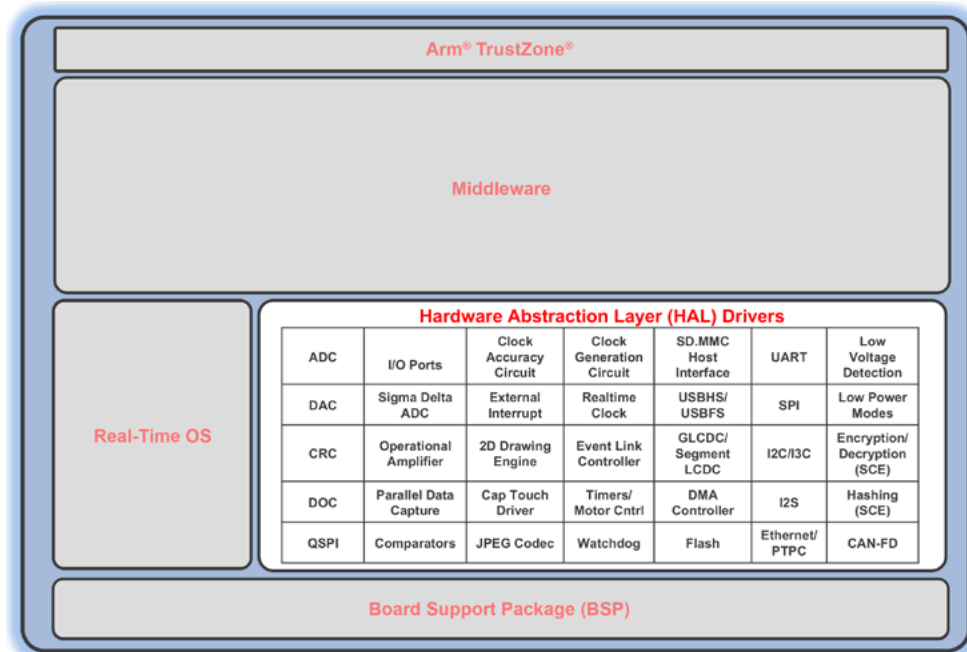 Arm® TrustZone®
Middleware
Real-Time OS
Hardware Abstraction Layer (HAL) Drivers
ADC
I/O Ports
Clock
Accuracy
Circuit
Clock
Generation
Circuit
SD.MMC
Host
Interface
UART
Low
Voltage
Detection
DAC
Sigma Delta
ADC
External
Interrupt
Realtime
Clock
USBHS/
USBFS
SPI
Low Power
Modes
CRC
Operational
Amplifier
2D Drawing
Engine
Event Link
Controller
GLCDC/
Segment
LCDC
I2C/I3C
Encryption/
Decryption
(SCE)
DOC
Parallel Data
Capture
Cap Touch
Driver
Timers/
Motor Cntrl
DMA
Controller
I2S
Hashing
(SCE)
QSPI
Comparators
JPEG Codec
Watchdog
Flash
Ethernet/
PTPC
CAN-FD
Board Support Package (BSP)